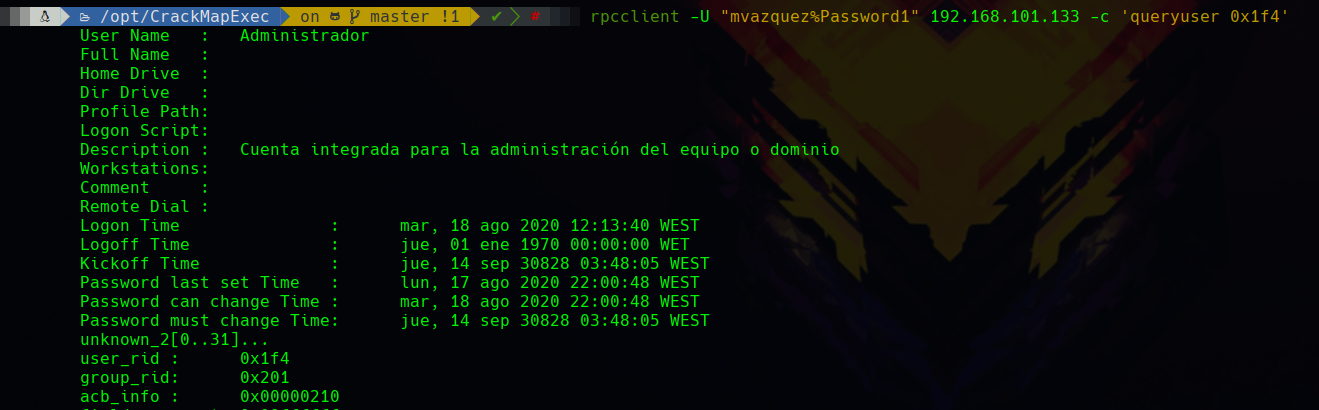 /opt/CrackMapExec on master !1 ✔ # rpcclient -U "mvazquez%Password1" 192.168.101.133 -c 'queryuser 0x1f4'
User Name   :   Administrador
Full Name   :
Home Drive  :
Dir Drive   :
Profile Path:
Logon Script:
Description :   Cuenta integrada para la administración del equipo o dominio
Workstations:
Comment     :
Remote Dial :
Logon Time               :      mar, 18 ago 2020 12:13:40 WEST
Logoff Time              :      jue, 01 ene 1970 00:00:00 WET
Kickoff Time             :      jue, 14 sep 30828 03:48:05 WEST
Password last set Time   :      lun, 17 ago 2020 22:00:48 WEST
Password can change Time :      mar, 18 ago 2020 22:00:48 WEST
Password must change Time:      jue, 14 sep 30828 03:48:05 WEST
unknown_2[0..31]...
user_rid :      0x1f4
group_rid:      0x201
acb_info :      0x00000210